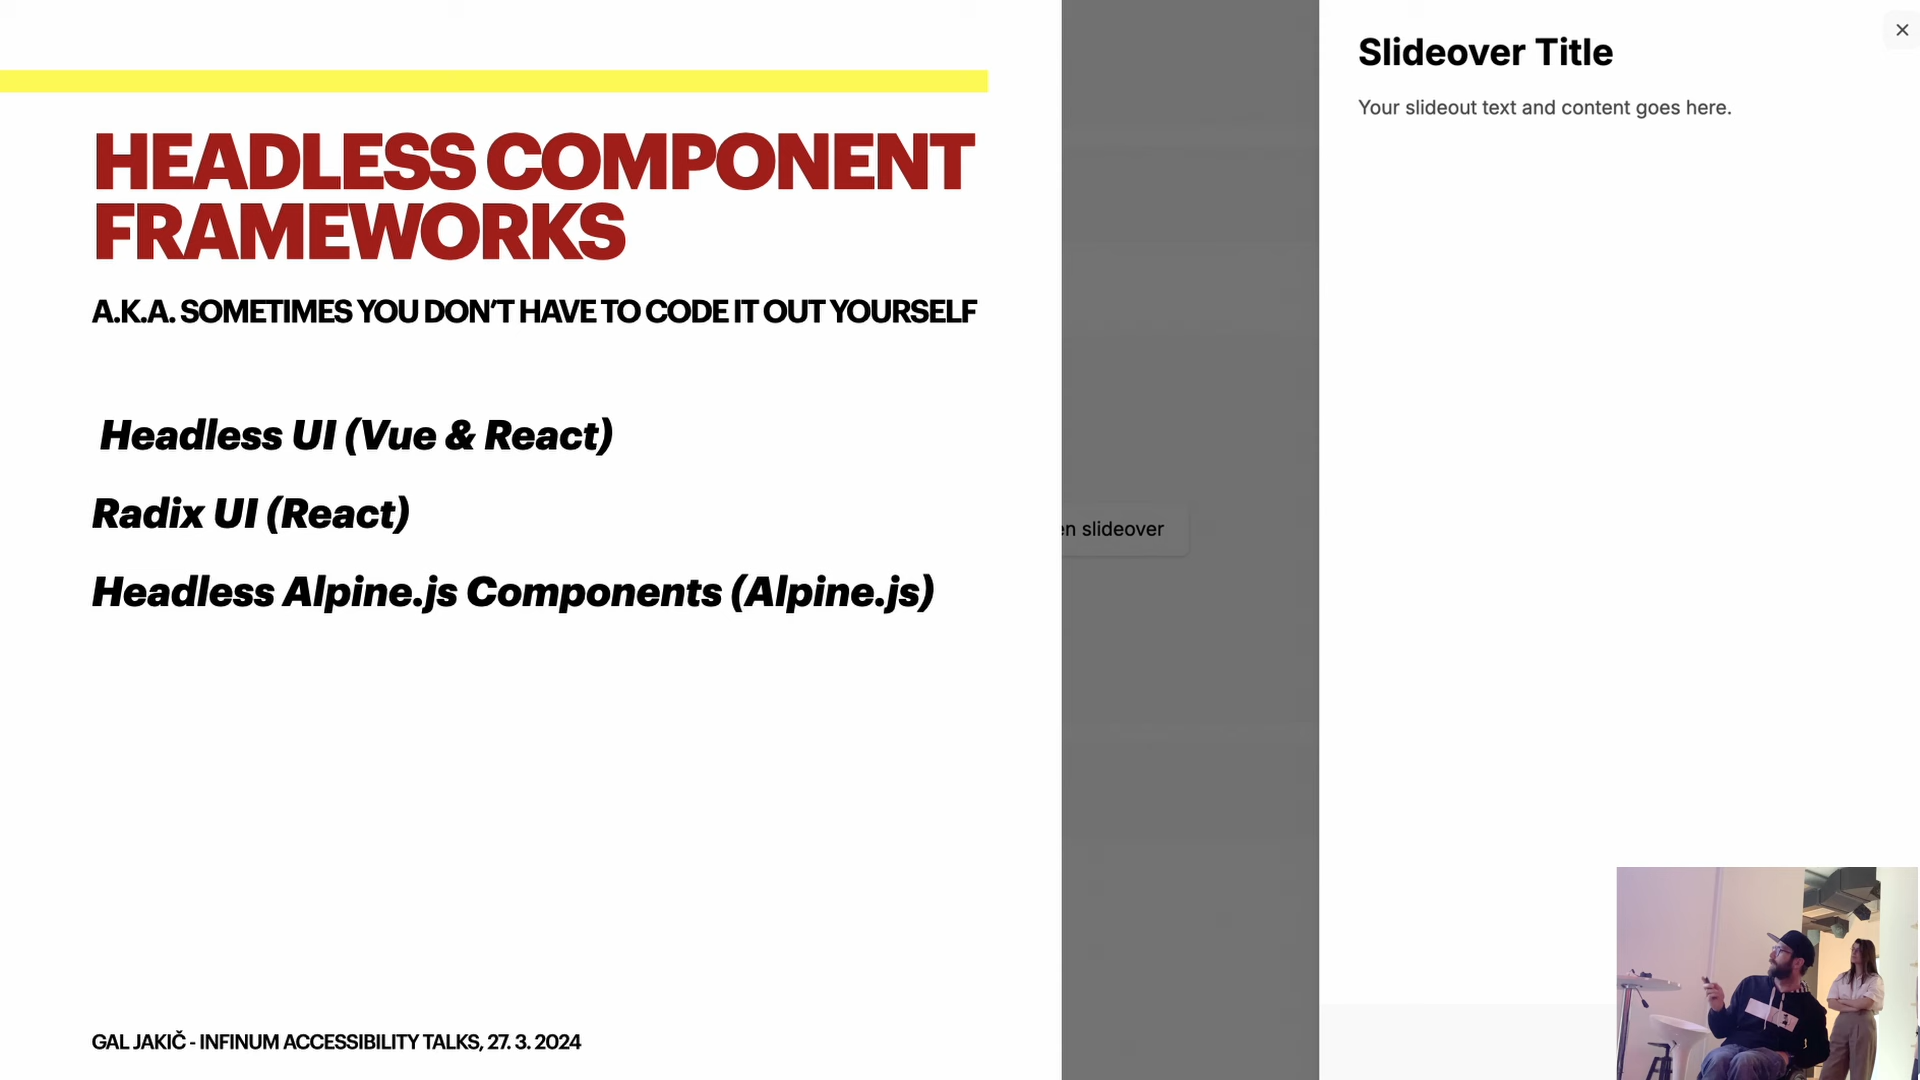 HEADLESS COMPONENT
FRAMEWORKS
A.K.A. SOMETIMES YOU DON'T HAVE TO CODE IT OUT YOURSELF
Headless UI (Vue & React)
Radix UI (React)
Headless Alpine.js Components (Alpine.js)
GAL JAKIČ - INFINUM ACCESSIBILITY TALKS, 27. 3. 2024
en slideover
Slideover Title
Your slideout text and content goes here.